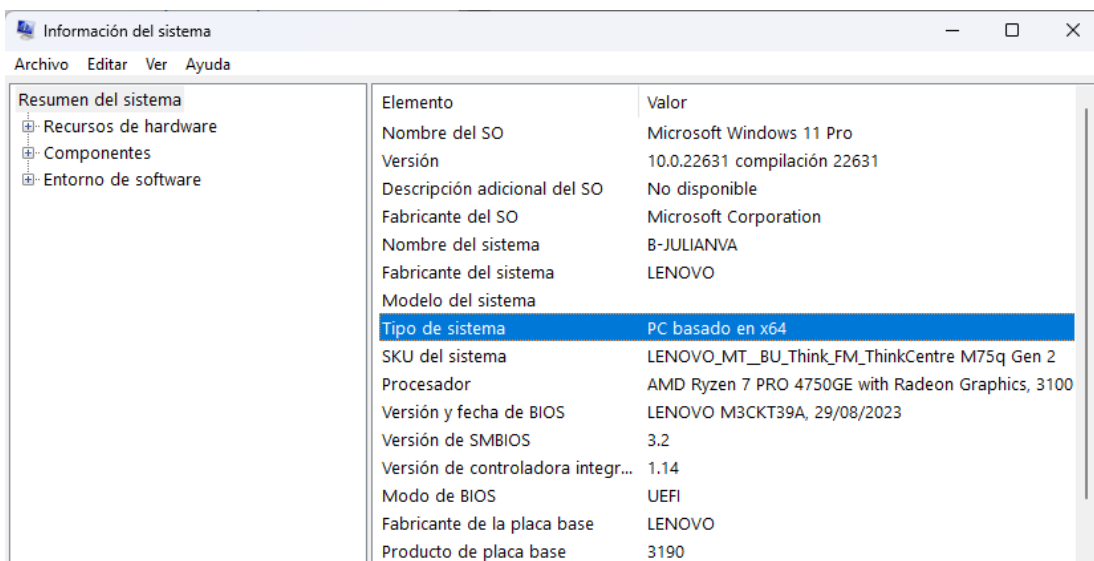 Información del sistema
Archivo Editar Ver Ayuda
Resumen del sistema
Recursos de hardware
Componentes
Entorno de software
Elemento Valor
Nombre del SO Microsoft Windows 11 Pro
Versión 10.0.22631 compilación 22631
Descripción adicional del SO No disponible
Fabricante del SO Microsoft Corporation
Nombre del sistema B-JULIANVA
Fabricante del sistema LENOVO
Modelo del sistema
Tipo de sistema PC basado en x64
SKU del sistema LENOVO_MT__BU_Think_FM_ThinkCentre M75q Gen 2
Procesador AMD Ryzen 7 PRO 4750GE with Radeon Graphics, 3100
Versión y fecha de BIOS LENOVO M3CKT39A, 29/08/2023
Versión de SMBIOS 3.2
Versión de controladora integr... 1.14
Modo de BIOS UEFI
Fabricante de la placa base LENOVO
Producto de placa base 3190